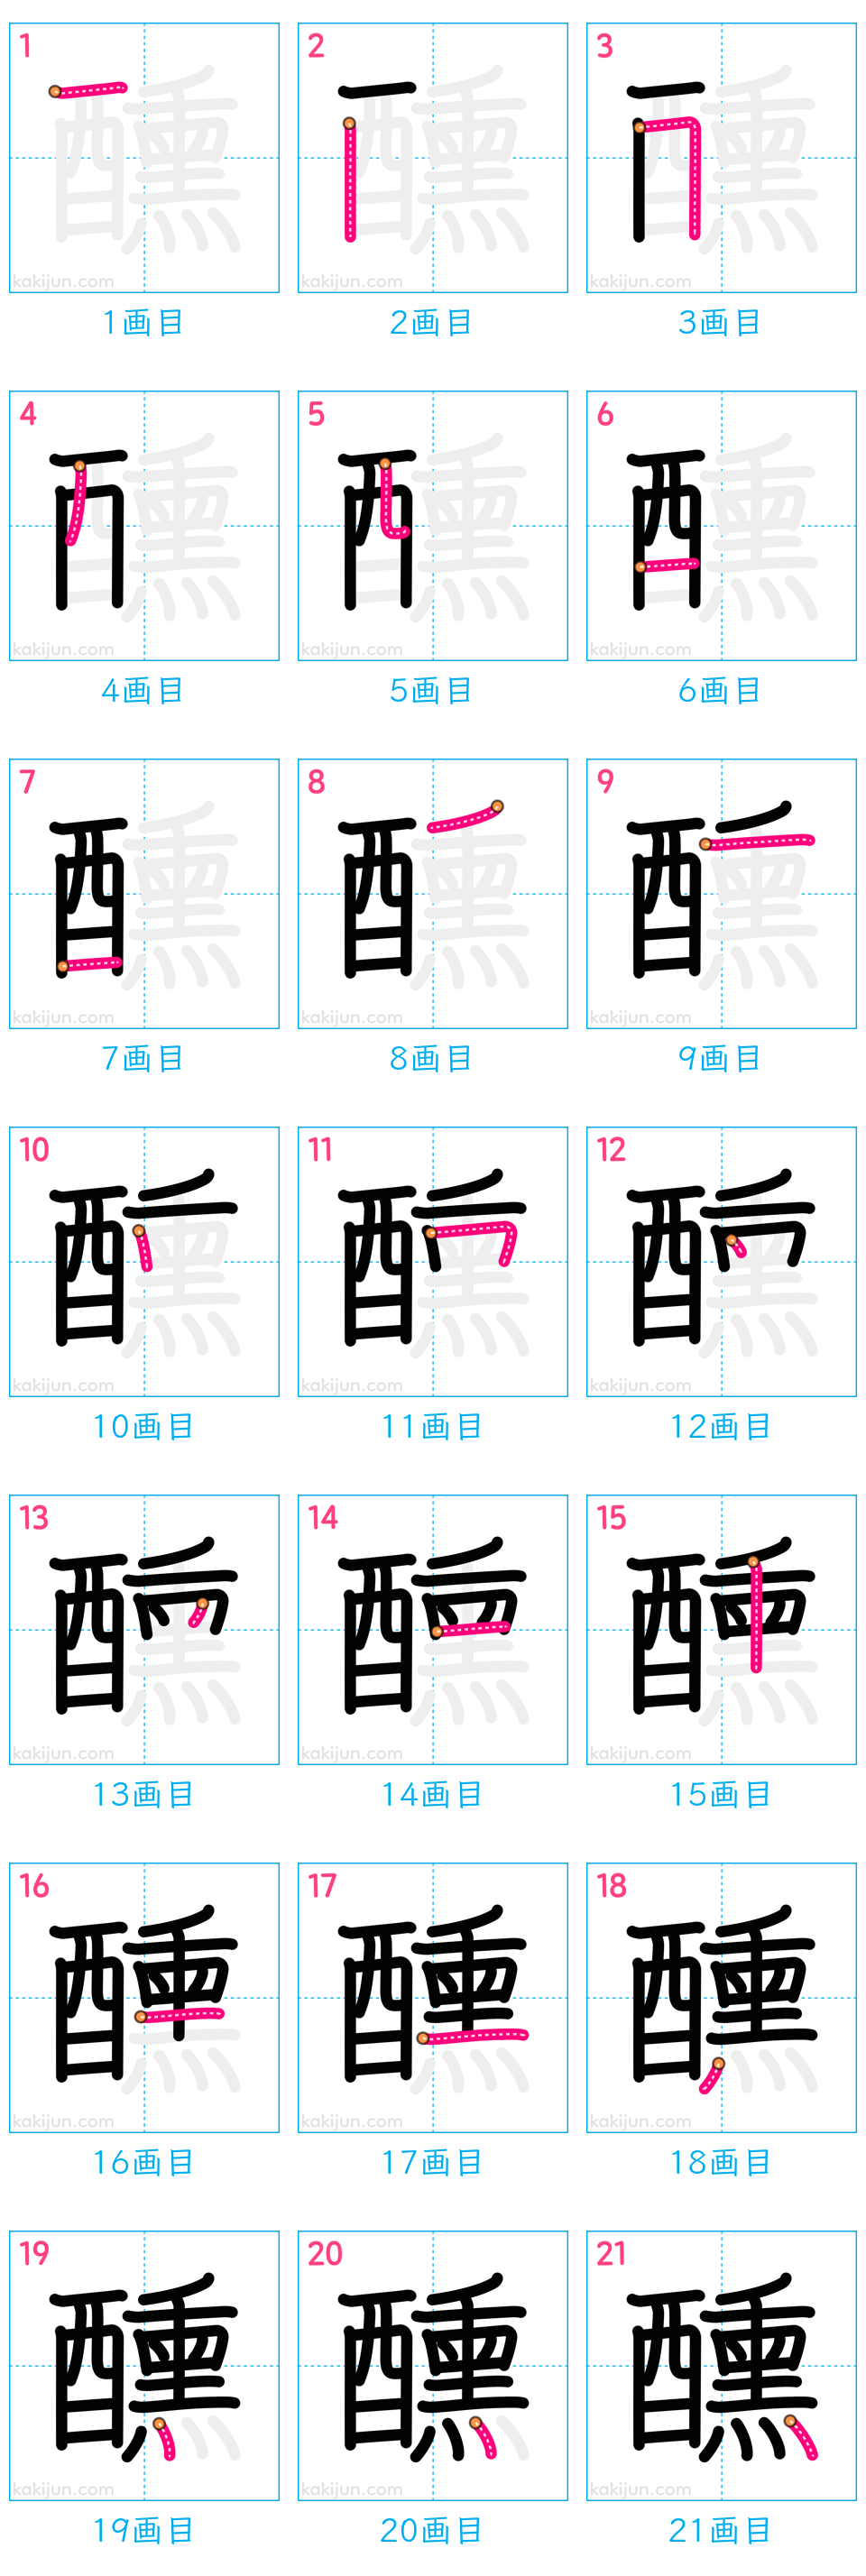 1 2 3
kakijun.com kakijun.com kakijun.com
1画目 2画目 3画目
4 5 6
kakijun.com kakijun.com kakijun.com
4画目 5画目 6画目
7 8 9
kakijun.com kakijun.com kakijun.com
7画目 8画目 9画目
10 11 12
kakijun.com kakijun.com kakijun.com
10画目 11画目 12画目
13 14 15
kakijun.com kakijun.com kakijun.com
13画目 14画目 15画目
16 17 18
kakijun.com kakijun.com kakijun.com
16画目 17画目 18画目
19 20 21
醺 醺 醺
kakijun.com kakijun.com kakijun.com
19画目 20画目 21画目